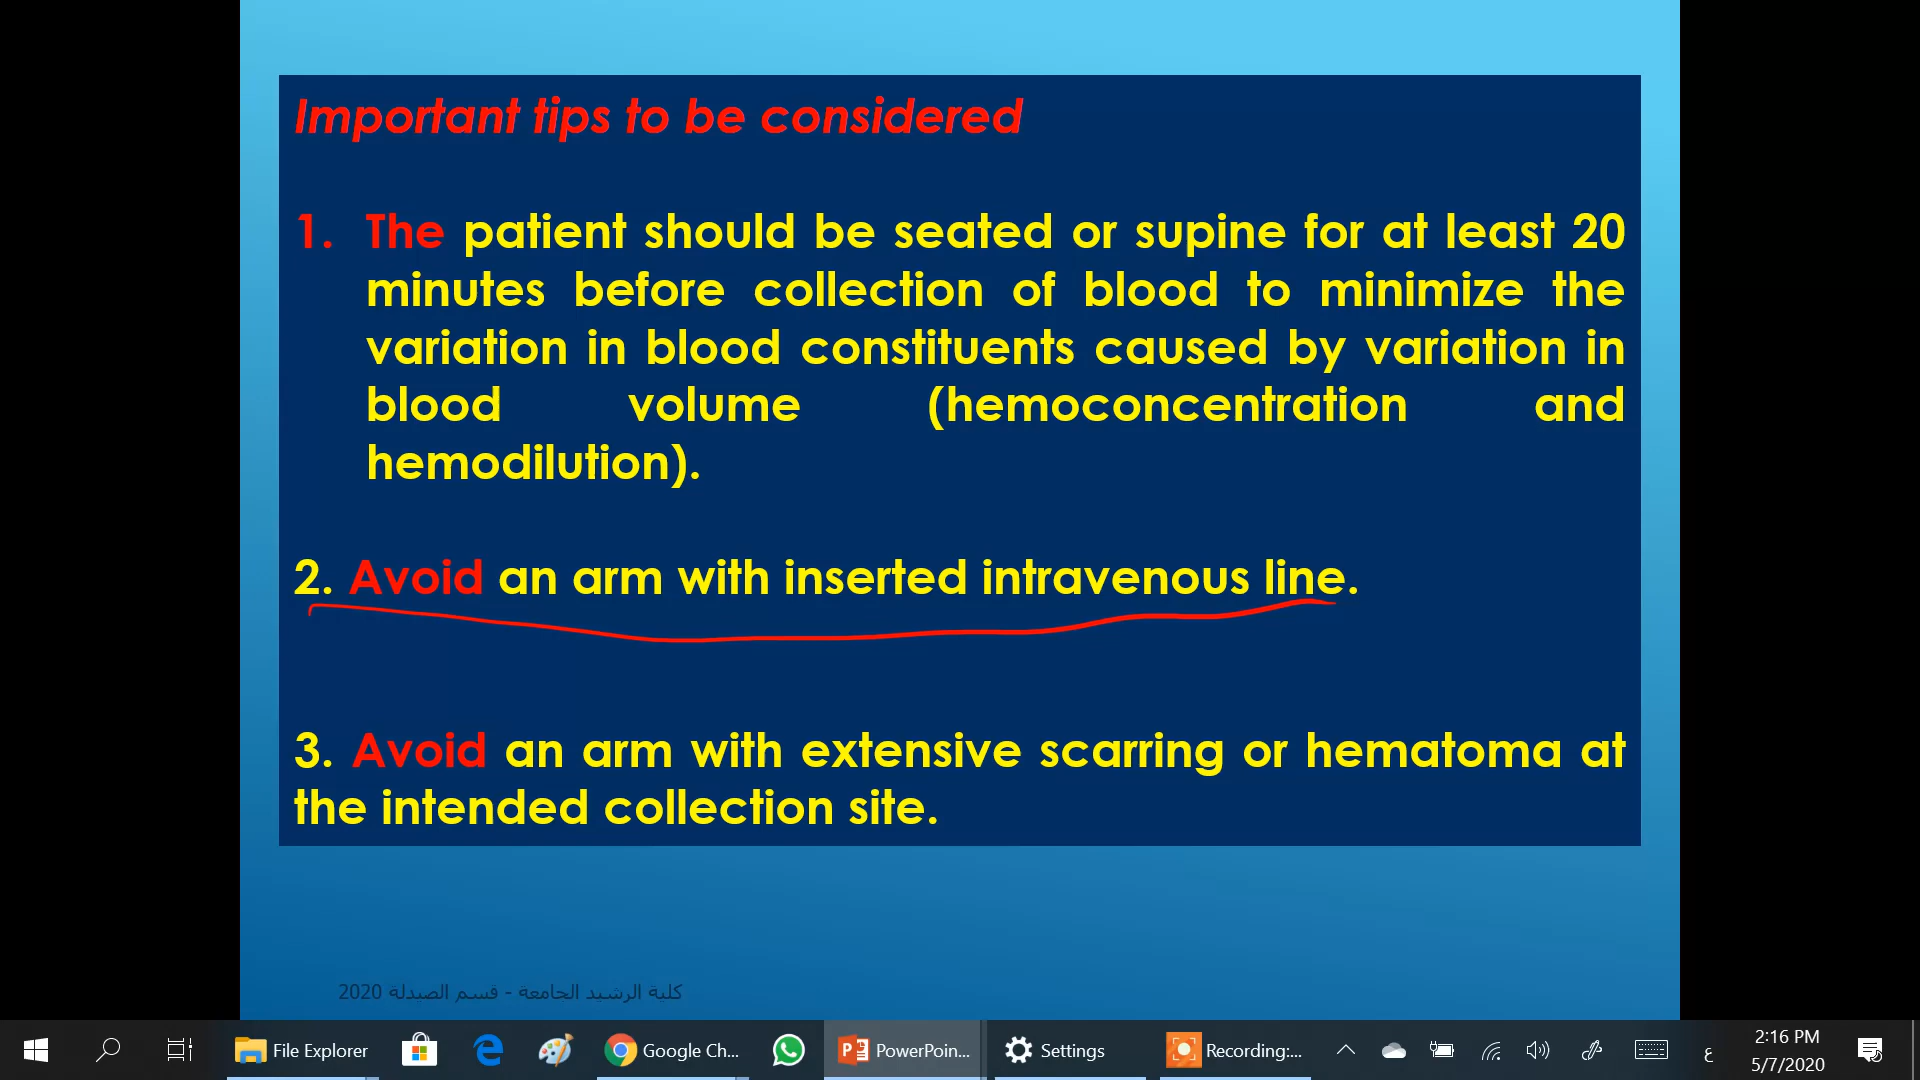 Important tips to be considered
1. The patient should be seated or supine for at least 20
minutes before collection of blood to minimize the
variation in blood constituents caused by variation in
blood volume (hemoconcentration and
hemodilution).
2. Avoid an arm with inserted intravenous line.
3. Avoid an arm with extensive scarring or hematoma at
the intended collection site.
كلية الرشيد الجامعة - قسم الصيدلة 2020
File Explorer
Google Ch...
PowerPoin...
Settings
Recording:...
ع
2:16 PM
5/7/2020